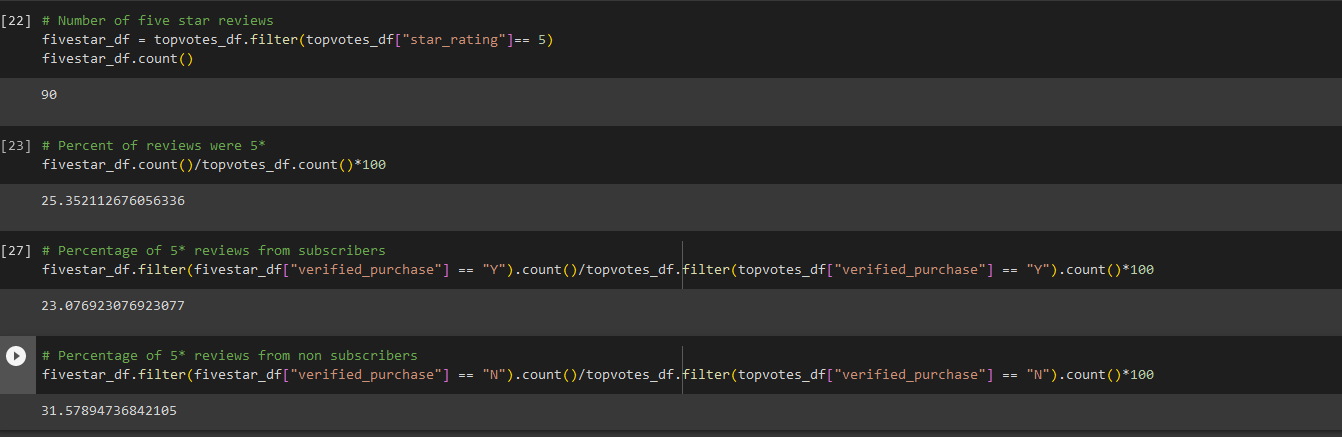 [22] # Number of five star reviews
fivestar_df = topvotes_df.filter(topvotes_df["star_rating"]== 5)
fivestar_df.count()
90
[23] # Percent of reviews were 5*
fivestar_df.count()/topvotes_df.count()*100
25.352112676056336
[27] # Percentage of 5* reviews from subscribers
fivestar_df.filter(fivestar_df["verified_purchase"] == "Y").count()/topvotes_df.filter(topvotes_df["verified_purchase"] == "Y").count()*100
23.076923076923077
# Percentage of 5* reviews from non subscribers
fivestar_df.filter(fivestar_df["verified_purchase"] == "N").count()/topvotes_df.filter(topvotes_df["verified_purchase"] == "N").count()*100
31.57894736842105